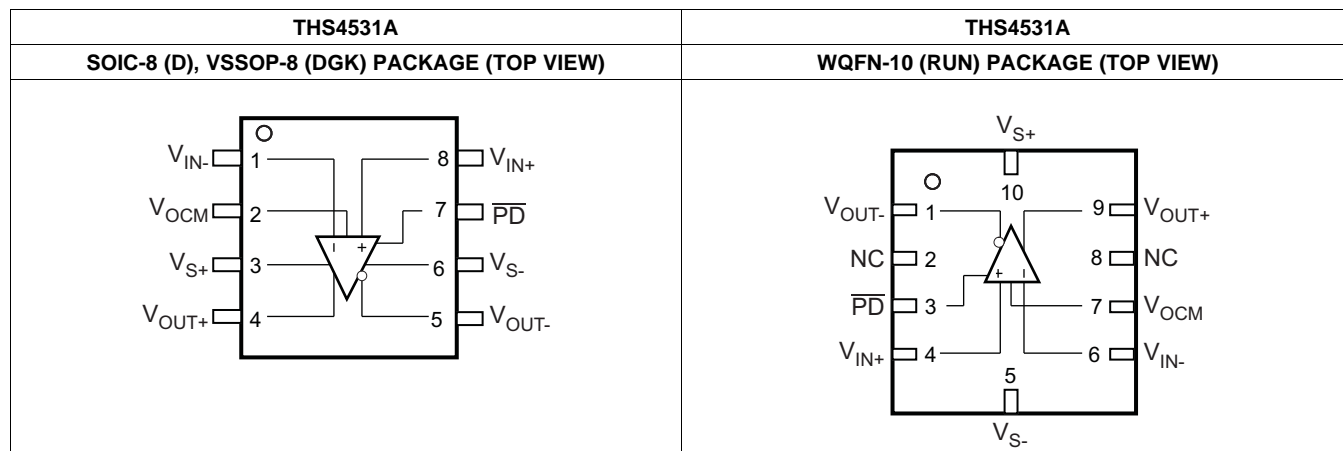 THS4531A
THS4531A
SOIC-8 (D), VSSOP-8 (DGK) PACKAGE (TOP VIEW)
WQFN-10 (RUN) PACKAGE (TOP VIEW)
VIN- 1
8 VIN+
VOCM 2
7 PD
VS+ 3
6 VS-
VOUT+ 4
5 VOUT-
− +
VS+
10
VOUT- 1
9 VOUT+
NC 2
8 NC
PD 3
7 VOCM
VIN+ 4
6 VIN-
+ −
5
VS-